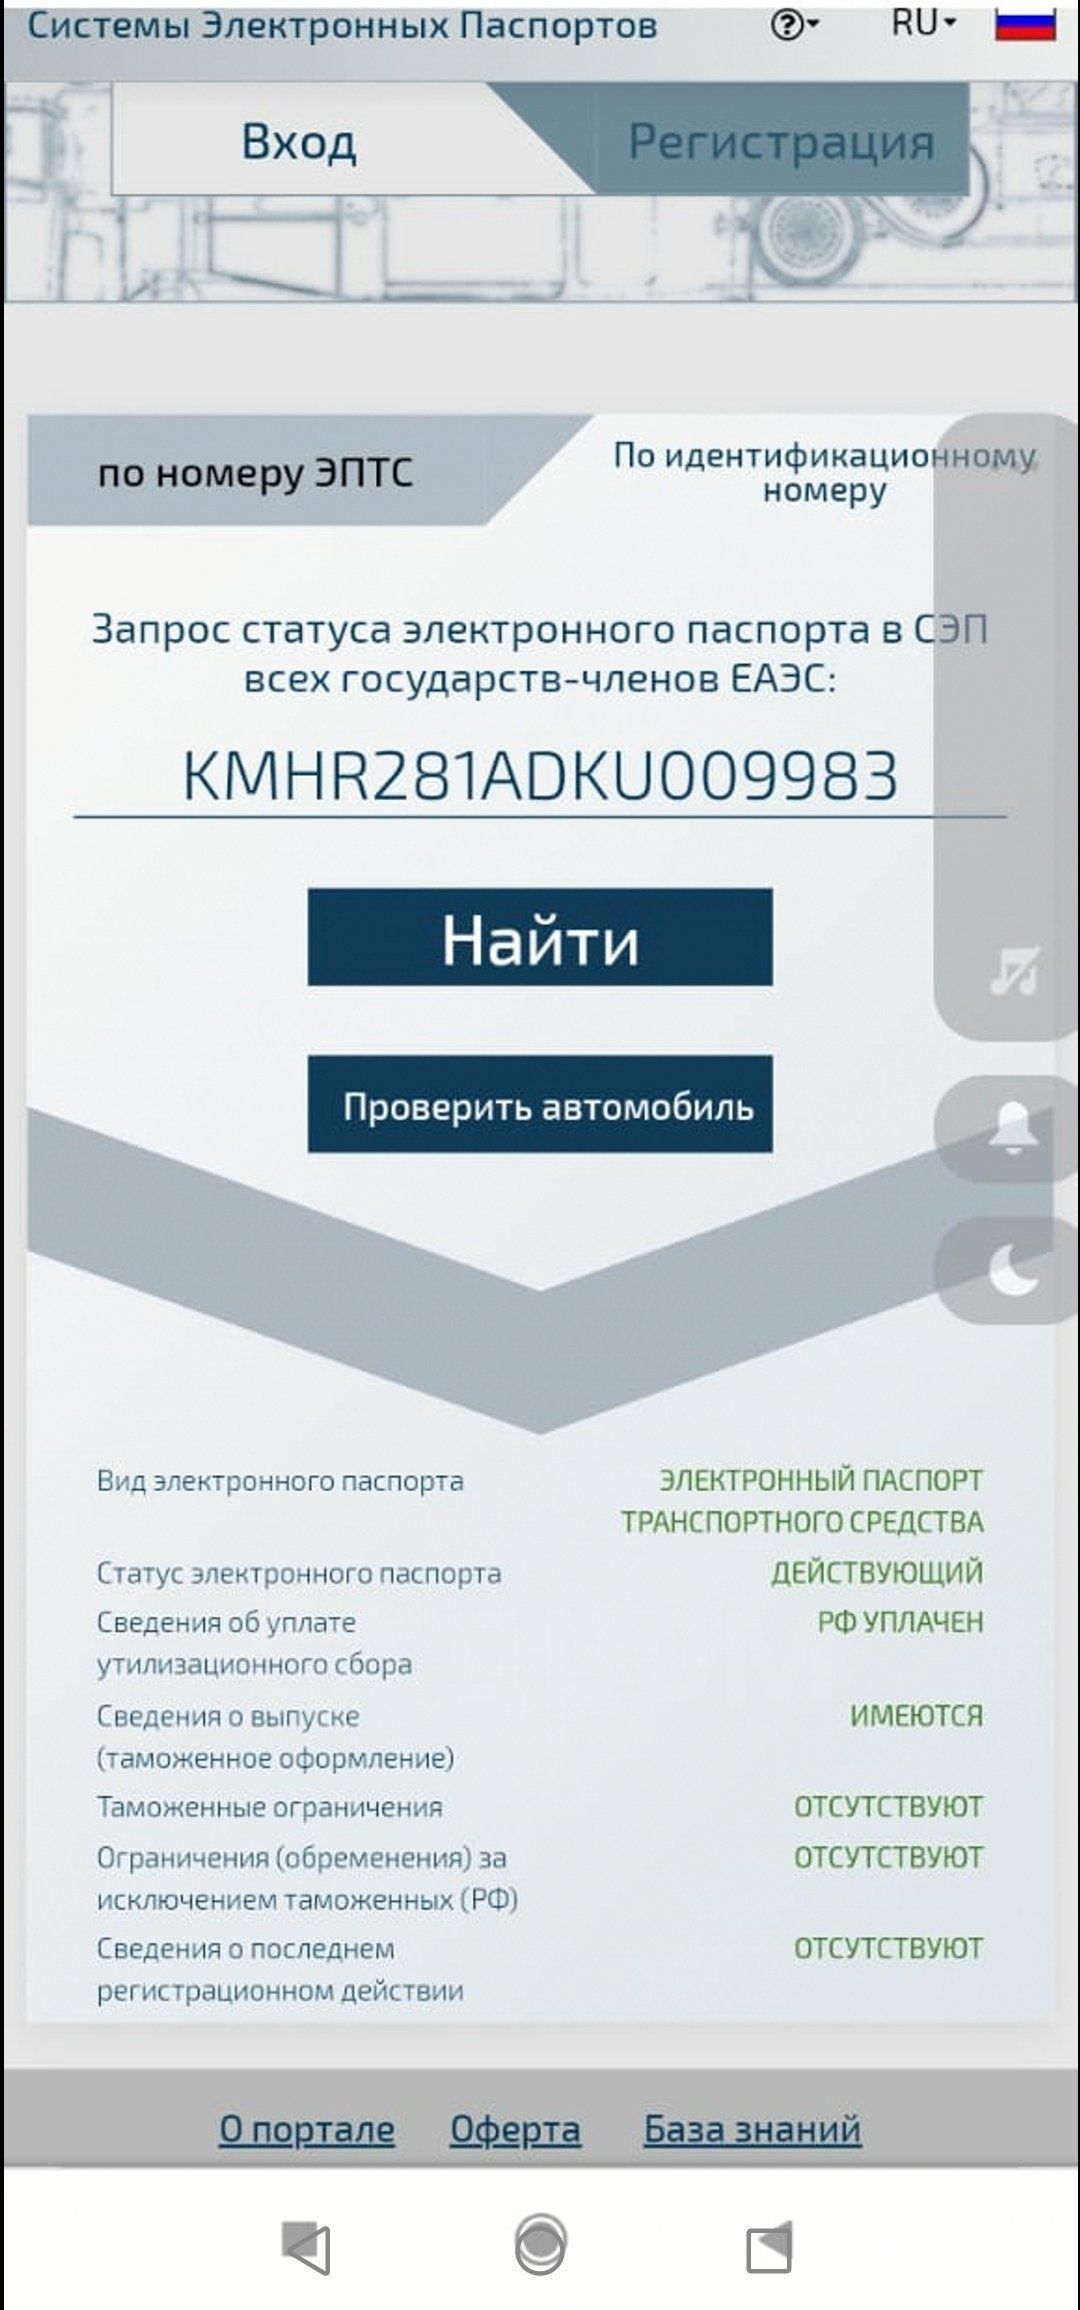 Системы Электронных Паспортов
RU
Вход
Регистрация
по номеру ЭПТС
По идентификационному
номеру
Запрос статуса электронного паспорта в СЭП
всех государств-членов ЕАЭС:
KMHR281ADKU009983
Найти
Проверить автомобиль
Вид электронного паспорта
ЭЛЕКТРОННЫЙ ПАСПОРТ
ТРАНСПОРТНОГО СРЕДСТВА
Статус электронного паспорта
ДЕЙСТВУЮЩИЙ
Сведения об уплате
утилизационного сбора
РФ УПЛАЧЕН
Сведения о выпуске
(таможенное оформление)
ИМЕЮТСЯ
Таможенные ограничения
ОТСУТСТВУЮТ
Ограничения (обременения) за
исключением таможенных (РФ)
ОТСУТСТВУЮТ
Сведения о последнем
регистрационном действии
ОТСУТСТВУЮТ
О портале
Оферта
База знаний